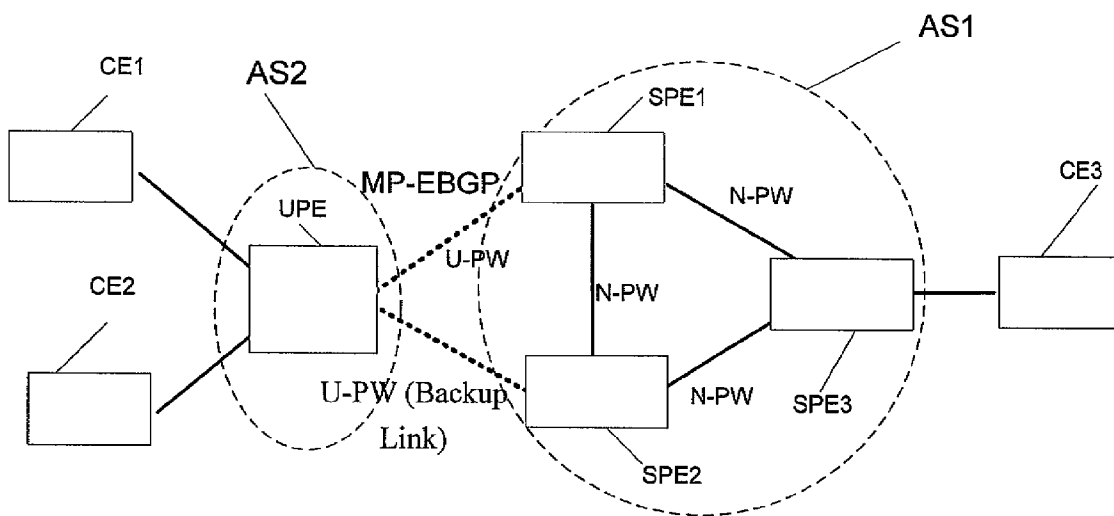 AS1
CE1
AS2
SPE1
MP-EBGP
CE3
N-PW
UPE
U-PW
CE2
N-PW
U-PW (Backup
Link)
N-PW
SPE3
SPE2